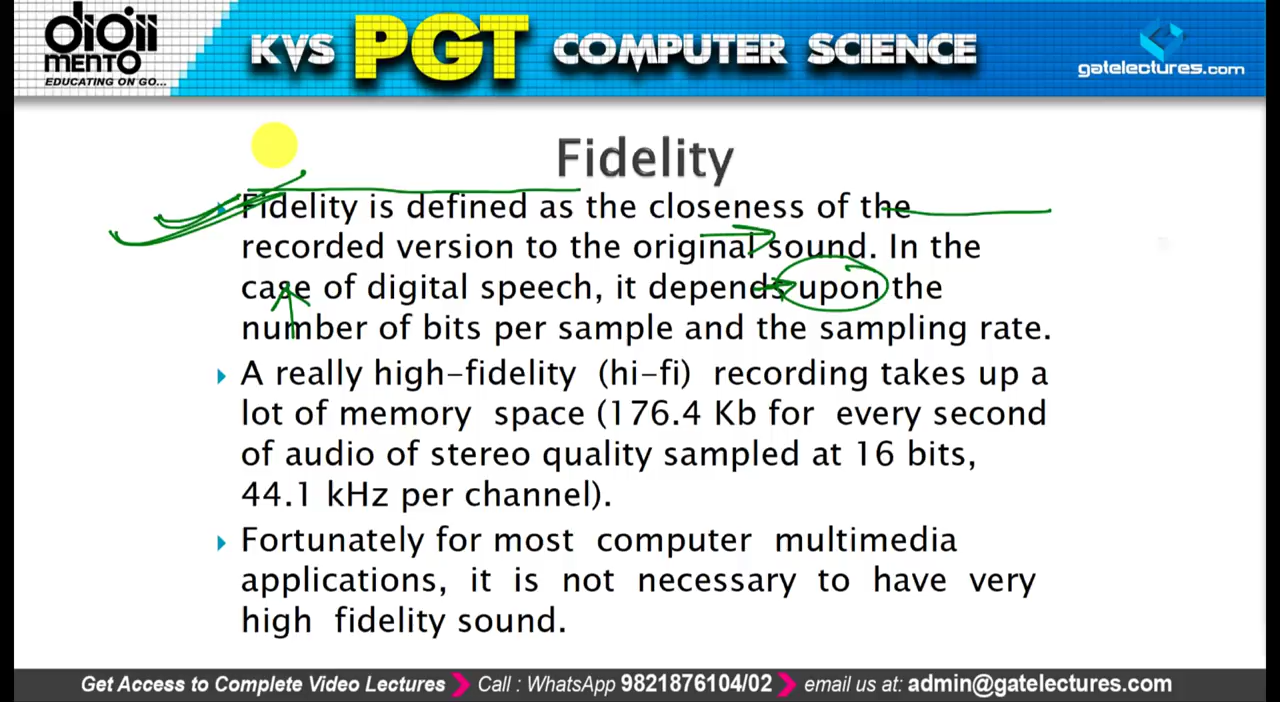 digii
mento
EDUCATING ON GO...
KVS PGT COMPUTER SCIENCE
gatelectures.com
Fidelity
Fidelity is defined as the closeness of the
recorded version to the original sound. In the
case of digital speech, it depends upon the
number of bits per sample and the sampling rate.
A really high-fidelity (hi-fi) recording takes up a
lot of memory space (176.4 Kb for every second
of audio of stereo quality sampled at 16 bits,
44.1 kHz per channel).
Fortunately for most computer multimedia
applications, it is not necessary to have very
high fidelity sound.
Get Access to Complete Video Lectures Call : WhatsApp 9821876104/02 email us at: admin@gatelectures.com